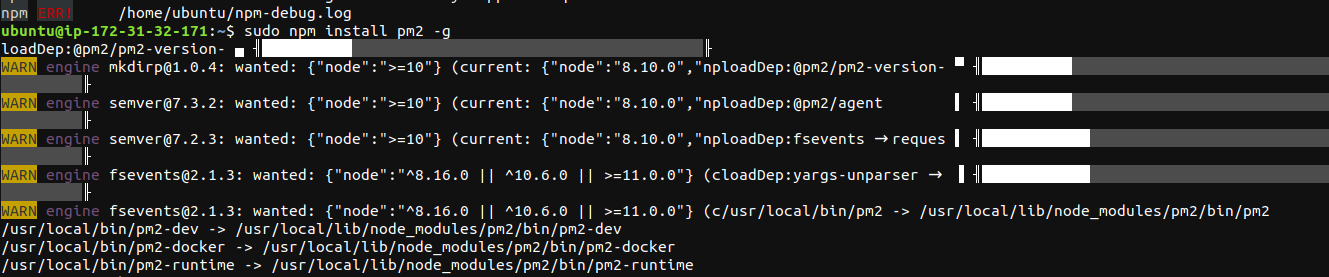 npm ERR!     /home/ubuntu/npm-debug.log
ubuntu@ip-172-31-32-171:~$ sudo npm install pm2 -g
loadDep:@pm2/pm2-version-
WARN engine mkdirp@1.0.4: wanted: {"node":">=10"} (current: {"node":"8.10.0","nploadDep:@pm2/pm2-version-
WARN engine semver@7.3.2: wanted: {"node":">=10"} (current: {"node":"8.10.0","nploadDep:@pm2/agent
WARN engine semver@7.2.3: wanted: {"node":">=10"} (current: {"node":"8.10.0","nploadDep:fsevents → reques
WARN engine fsevents@2.1.3: wanted: {"node":"^8.16.0 || ^10.6.0 || >=11.0.0"} (cloadDep:yargs-unparser →
WARN engine fsevents@2.1.3: wanted: {"node":"^8.16.0 || ^10.6.0 || >=11.0.0"} (c/usr/local/bin/pm2 -> /usr/local/lib/node_modules/pm2/bin/pm2
/usr/local/bin/pm2-dev -> /usr/local/lib/node_modules/pm2/bin/pm2-dev
/usr/local/bin/pm2-docker -> /usr/local/lib/node_modules/pm2/bin/pm2-docker
/usr/local/bin/pm2-runtime -> /usr/local/lib/node_modules/pm2/bin/pm2-runtime